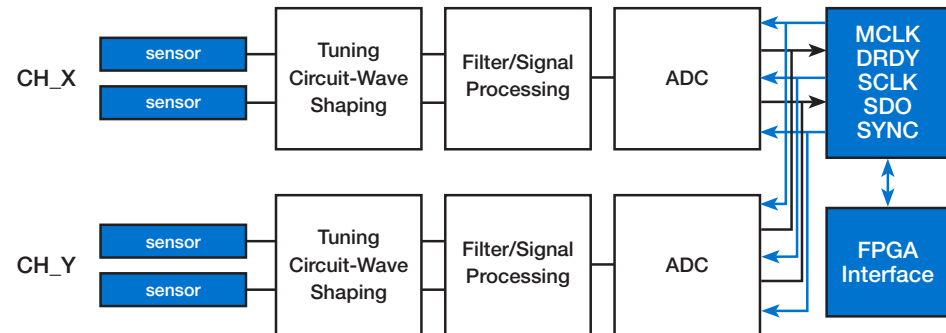 CH_X
sensor
sensor
Tuning
Circuit-Wave
Shaping
Filter/Signal
Processing
ADC
MCLK
DRDY
SCLK
SDO
SYNC
CH_Y
sensor
sensor
Tuning
Circuit-Wave
Shaping
Filter/Signal
Processing
ADC
FPGA
Interface